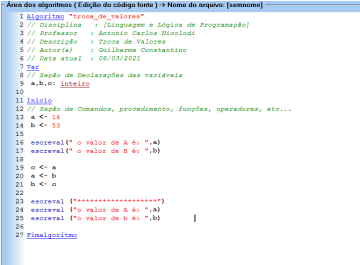 Área dos algoritmos ( Edição do código fonte ) -> Nome do arquivo: [semnome]
1 Algoritmo "troca_de_valores"
2 // Disciplina : [Linguagem e Lógica de Programação]
3 // Professor : Antonio Carlos Nicolodi
4 // Descrição : Troca de Valores
5 // Autor(a) : Guilherme Constantino
6 // Data atual : 08/03/2021
7 Var
8 // Seção de Declarações das variáveis
9 a,b,c: inteiro
10
11 Inicio
12 // Seção de Comandos, procedimento, funções, operadores, etc...
13 a <- 16
14 b <- 53
15
16 escreval(" o valor de A é: ",a)
17 escreval(" o valor de B é: ",b)
18
19 c <- a
20 a <- b
21 b <- c
22
23 escreval ("*******************")
24 escreval ("o valor de A é: ",a)
25 escreval ("o valor de b é: ",b)
26
27 Fimalgoritmo